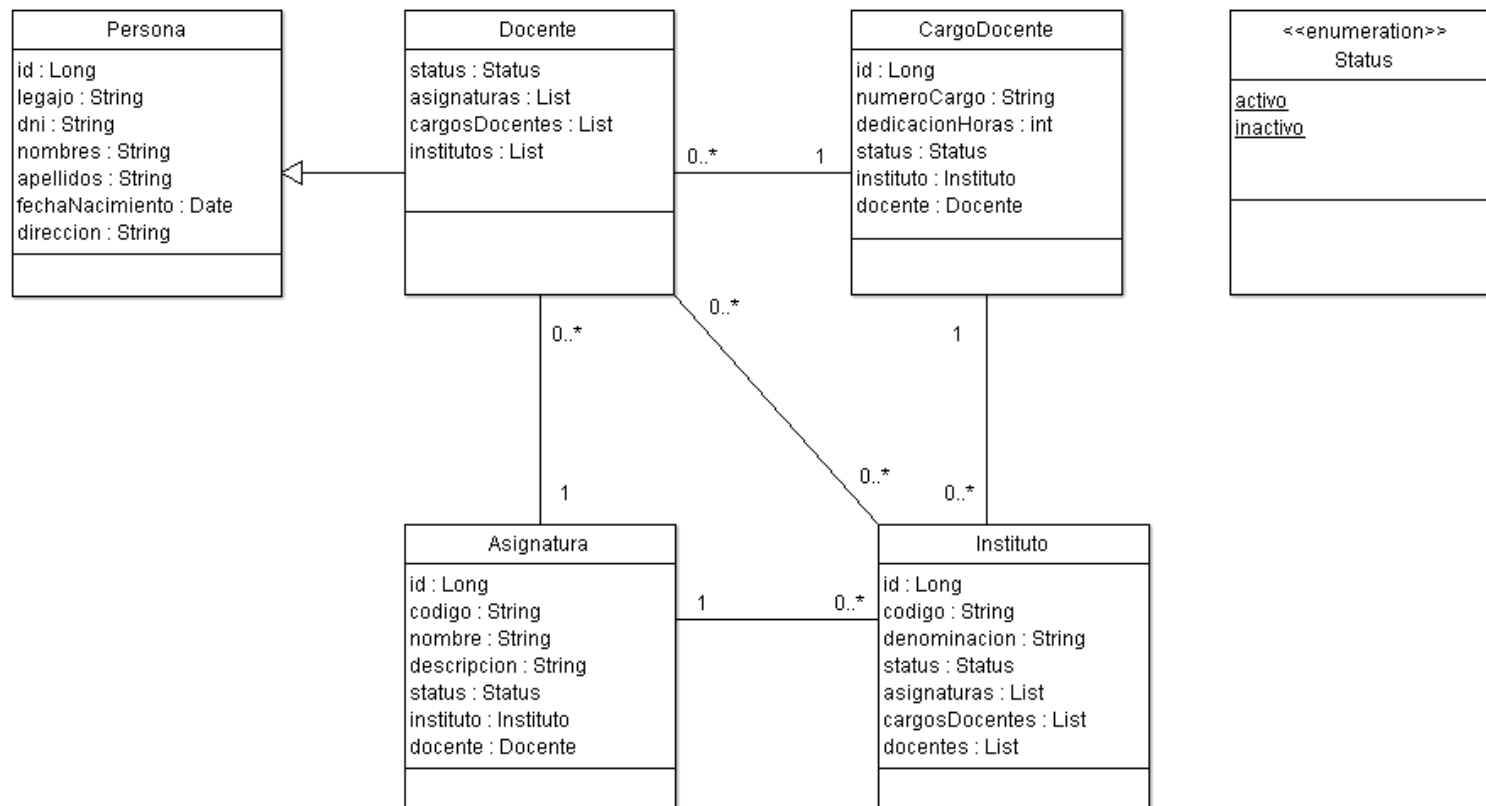 Persona
id : Long
legajo : String
dni : String
nombres : String
apellidos : String
fechaNacimiento : Date
direccion : String
Docente
status : Status
asignaturas : List
cargosDocentes : List
institutos : List
CargoDocente
id : Long
numeroCargo : String
dedicacionHoras : int
status : Status
instituto : Instituto
docente : Docente
<<enumeration>>
Status
activo
inactivo
0..*
1
0..*
0..*
1
1
0..*
0..*
Asignatura
id : Long
codigo : String
nombre : String
descripcion : String
status : Status
instituto : Instituto
docente : Docente
1
0..*
Instituto
id : Long
codigo : String
denominacion : String
status : Status
asignaturas : List
cargosDocentes : List
docentes : List